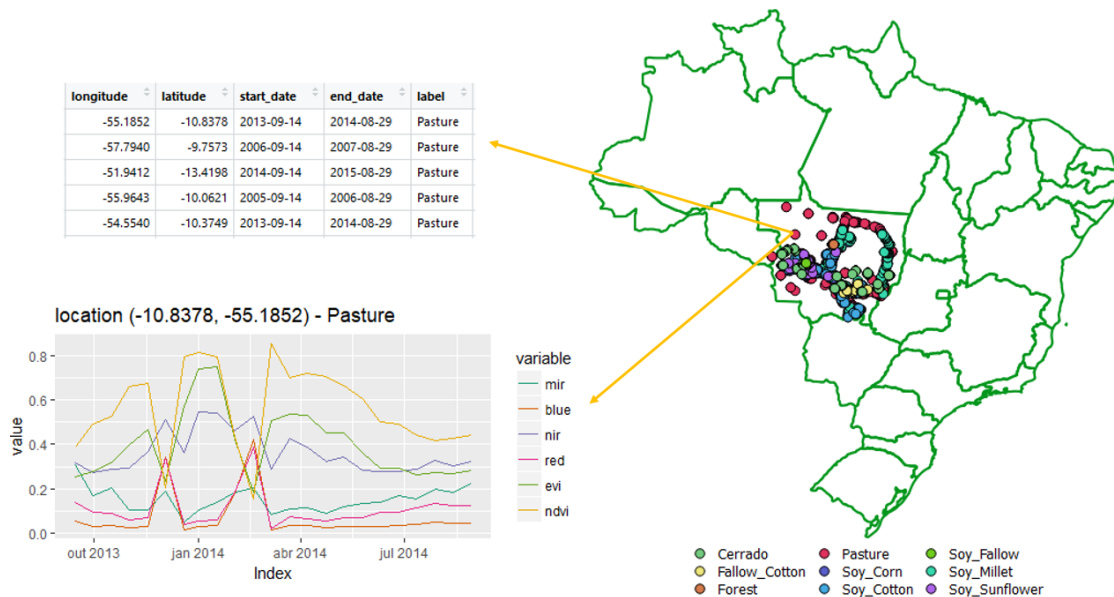 longitude latitude start_date end_date label
-55.1852 -10.8378 2013-09-14 2014-08-29 Pasture
-57.7940 -9.7573 2006-09-14 2007-08-29 Pasture
-51.9412 -13.4198 2014-09-14 2015-08-29 Pasture
-55.9643 -10.0621 2005-09-14 2006-08-29 Pasture
-54.5540 -10.3749 2013-09-14 2014-08-29 Pasture
location (-10.8378, -55.1852) - Pasture
value
0.8
0.6
0.4
0.2
0.0
out 2013 jan 2014 abr 2014 jul 2014
Index
variable
mir
blue
nir
red
evi
ndvi
Cerrado Pasture Soy_Fallow
Fallow_Cotton Soy_Corn Soy_Millet
Forest Soy_Cotton Soy_Sunflower